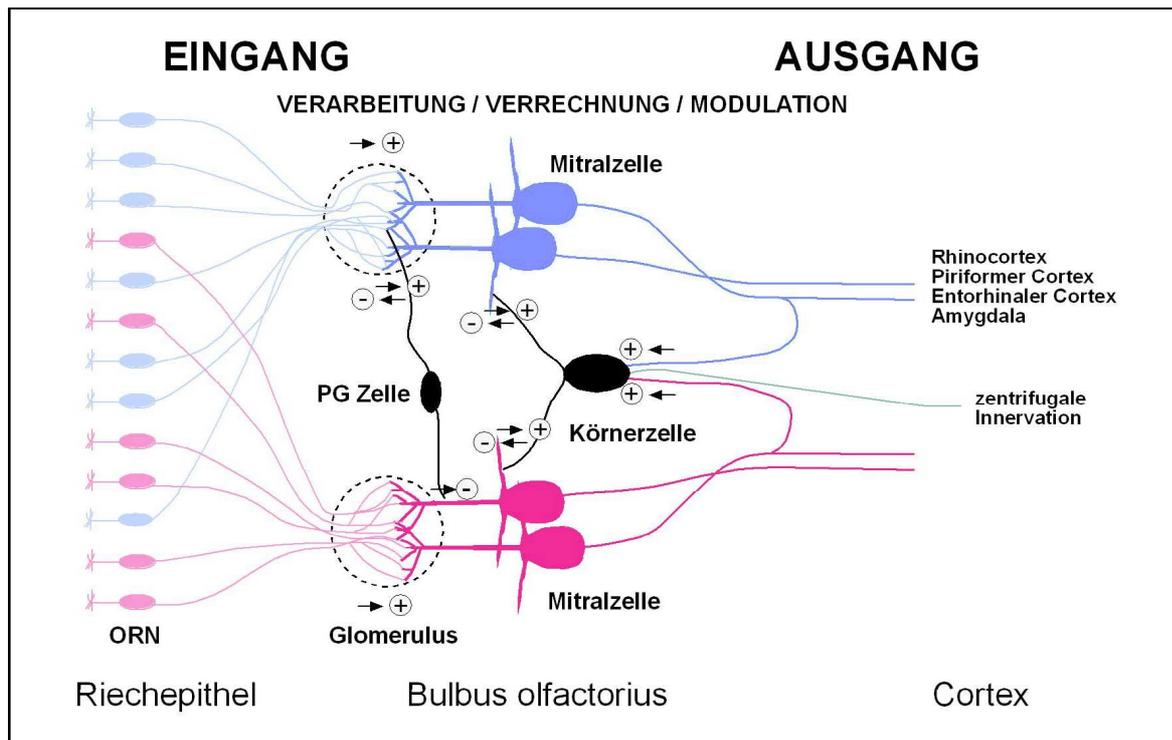 EINGANG
AUSGANG
VERARBEITUNG / VERRECHNUNG / MODULATION
→ +
Mitralzelle
→ +
- ←
→ +
- ←
Rhinocortex
Piriformer Cortex
Entorhinaler Cortex
Amygdala
+ ←
PG Zelle
+ ←
zentrifugale
Innervation
→ +
- ←
Körnerzelle
→ -
Mitralzelle
→ +
ORN
Glomerulus
Riechepithel
Bulbus olfactorius
Cortex